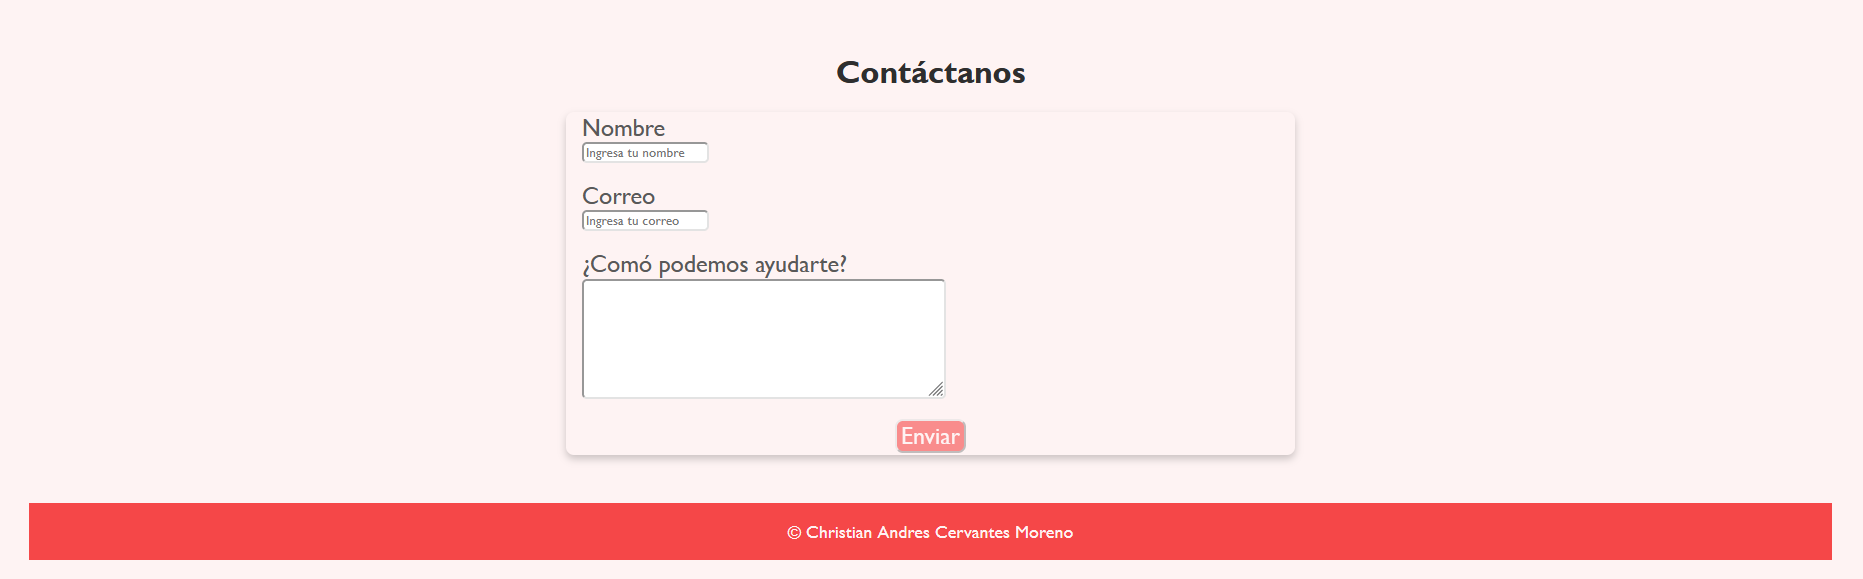 Contáctanos
Nombre
Ingresa tu nombre
Correo
Ingresa tu correo
¿Comó podemos ayudarte?
Enviar
© Christian Andres Cervantes Moreno